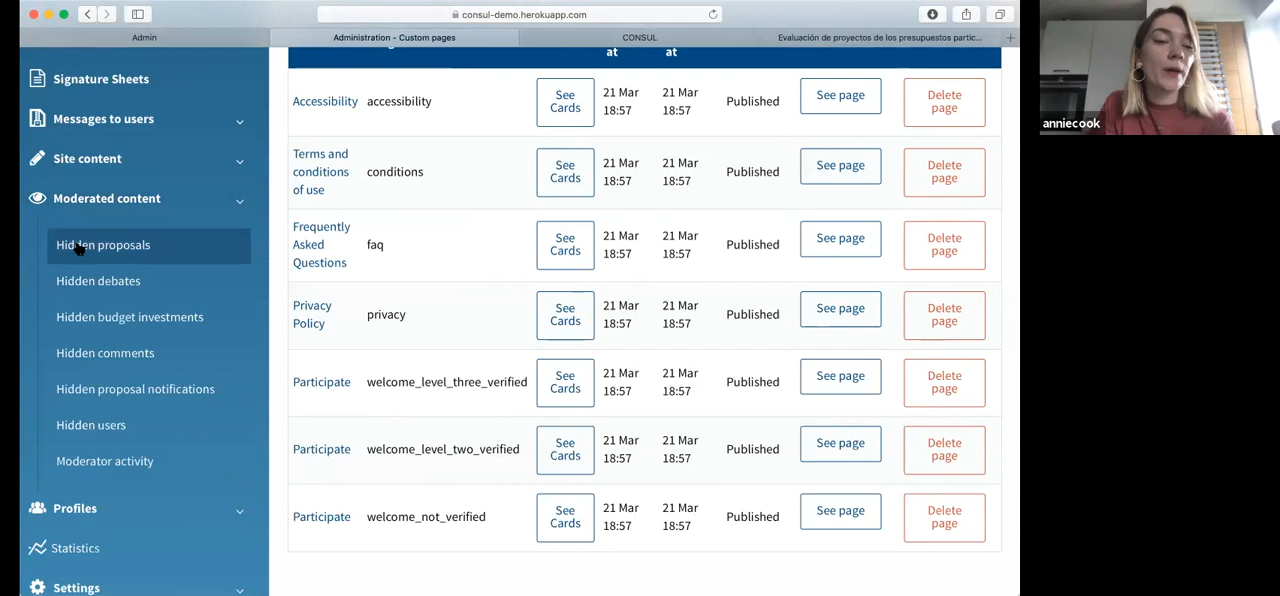 consul-demo.herokuapp.com
Admin
Administration - Custom pages
CONSUL
Evaluación de proyectos de los presupuestos partic...
Signature Sheets
Messages to users
Site content
Moderated content
Hidden proposals
Hidden debates
Hidden budget investments
Hidden comments
Hidden proposal notifications
Hidden users
Moderator activity
Profiles
Statistics
Settings
at
at
Accessibility
accessibility
See
Cards
21 Mar
18:57
21 Mar
18:57
Published
See page
Delete
page
Terms and
conditions
of use
conditions
See
Cards
21 Mar
18:57
21 Mar
18:57
Published
See page
Delete
page
Frequently
Asked
Questions
faq
See
Cards
21 Mar
18:57
21 Mar
18:57
Published
See page
Delete
page
Privacy
Policy
privacy
See
Cards
21 Mar
18:57
21 Mar
18:57
Published
See page
Delete
page
Participate
welcome_level_three_verified
See
Cards
21 Mar
18:57
21 Mar
18:57
Published
See page
Delete
page
Participate
welcome_level_two_verified
See
Cards
21 Mar
18:57
21 Mar
18:57
Published
See page
Delete
page
Participate
welcome_not_verified
See
Cards
21 Mar
18:57
21 Mar
18:57
Published
See page
Delete
page
anniecook